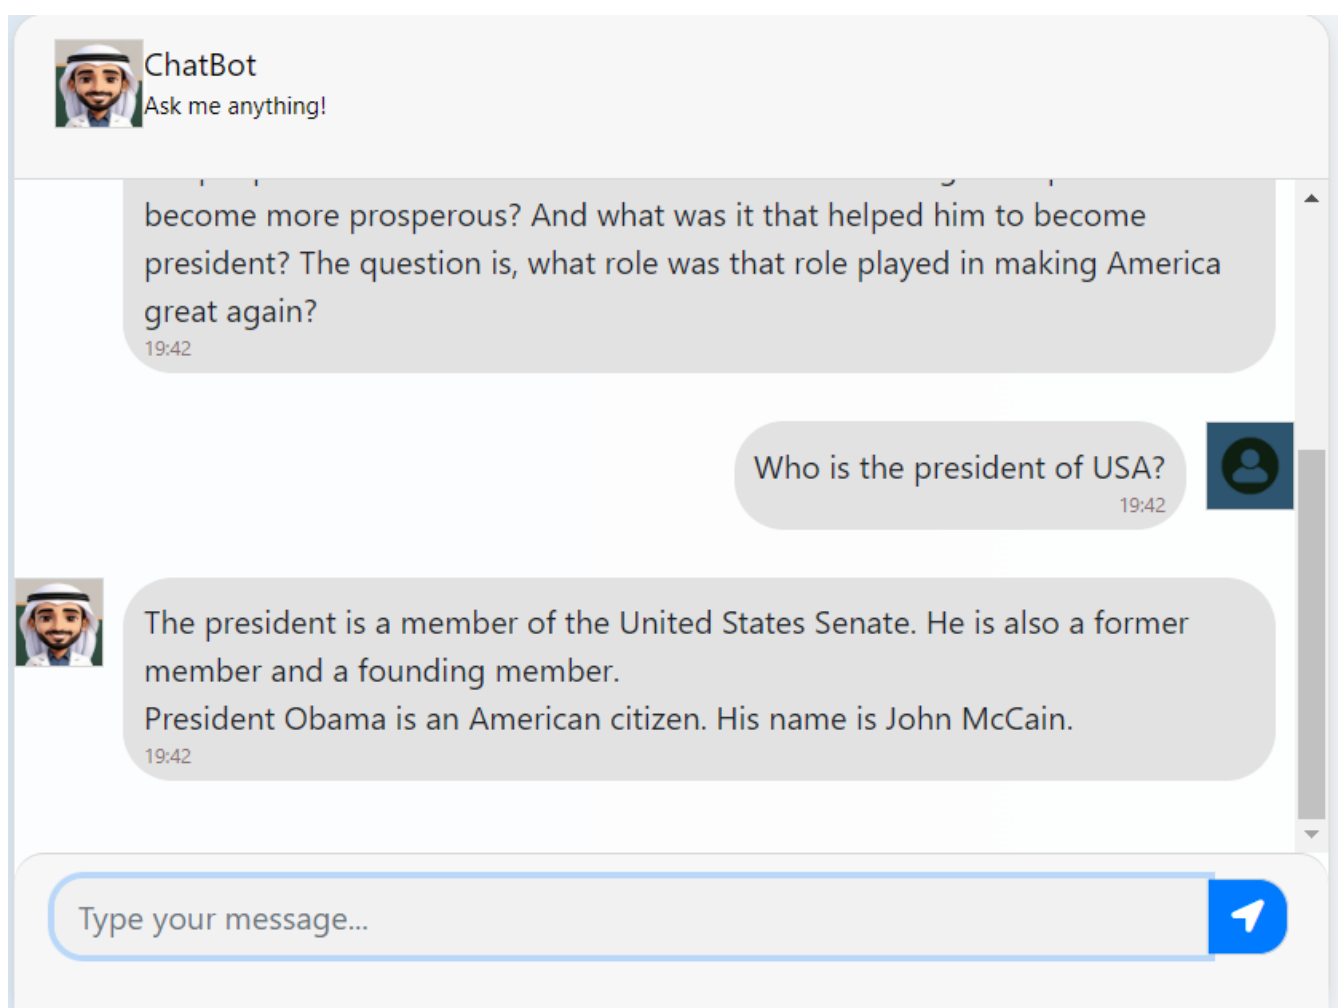 ChatBot
Ask me anything!
become more prosperous? And what was it that helped him to become
president? The question is, what role was that role played in making America
great again?
19:42
Who is the president of USA?
19:42
The president is a member of the United States Senate. He is also a former
member and a founding member.
President Obama is an American citizen. His name is John McCain.
19:42
Type your message...